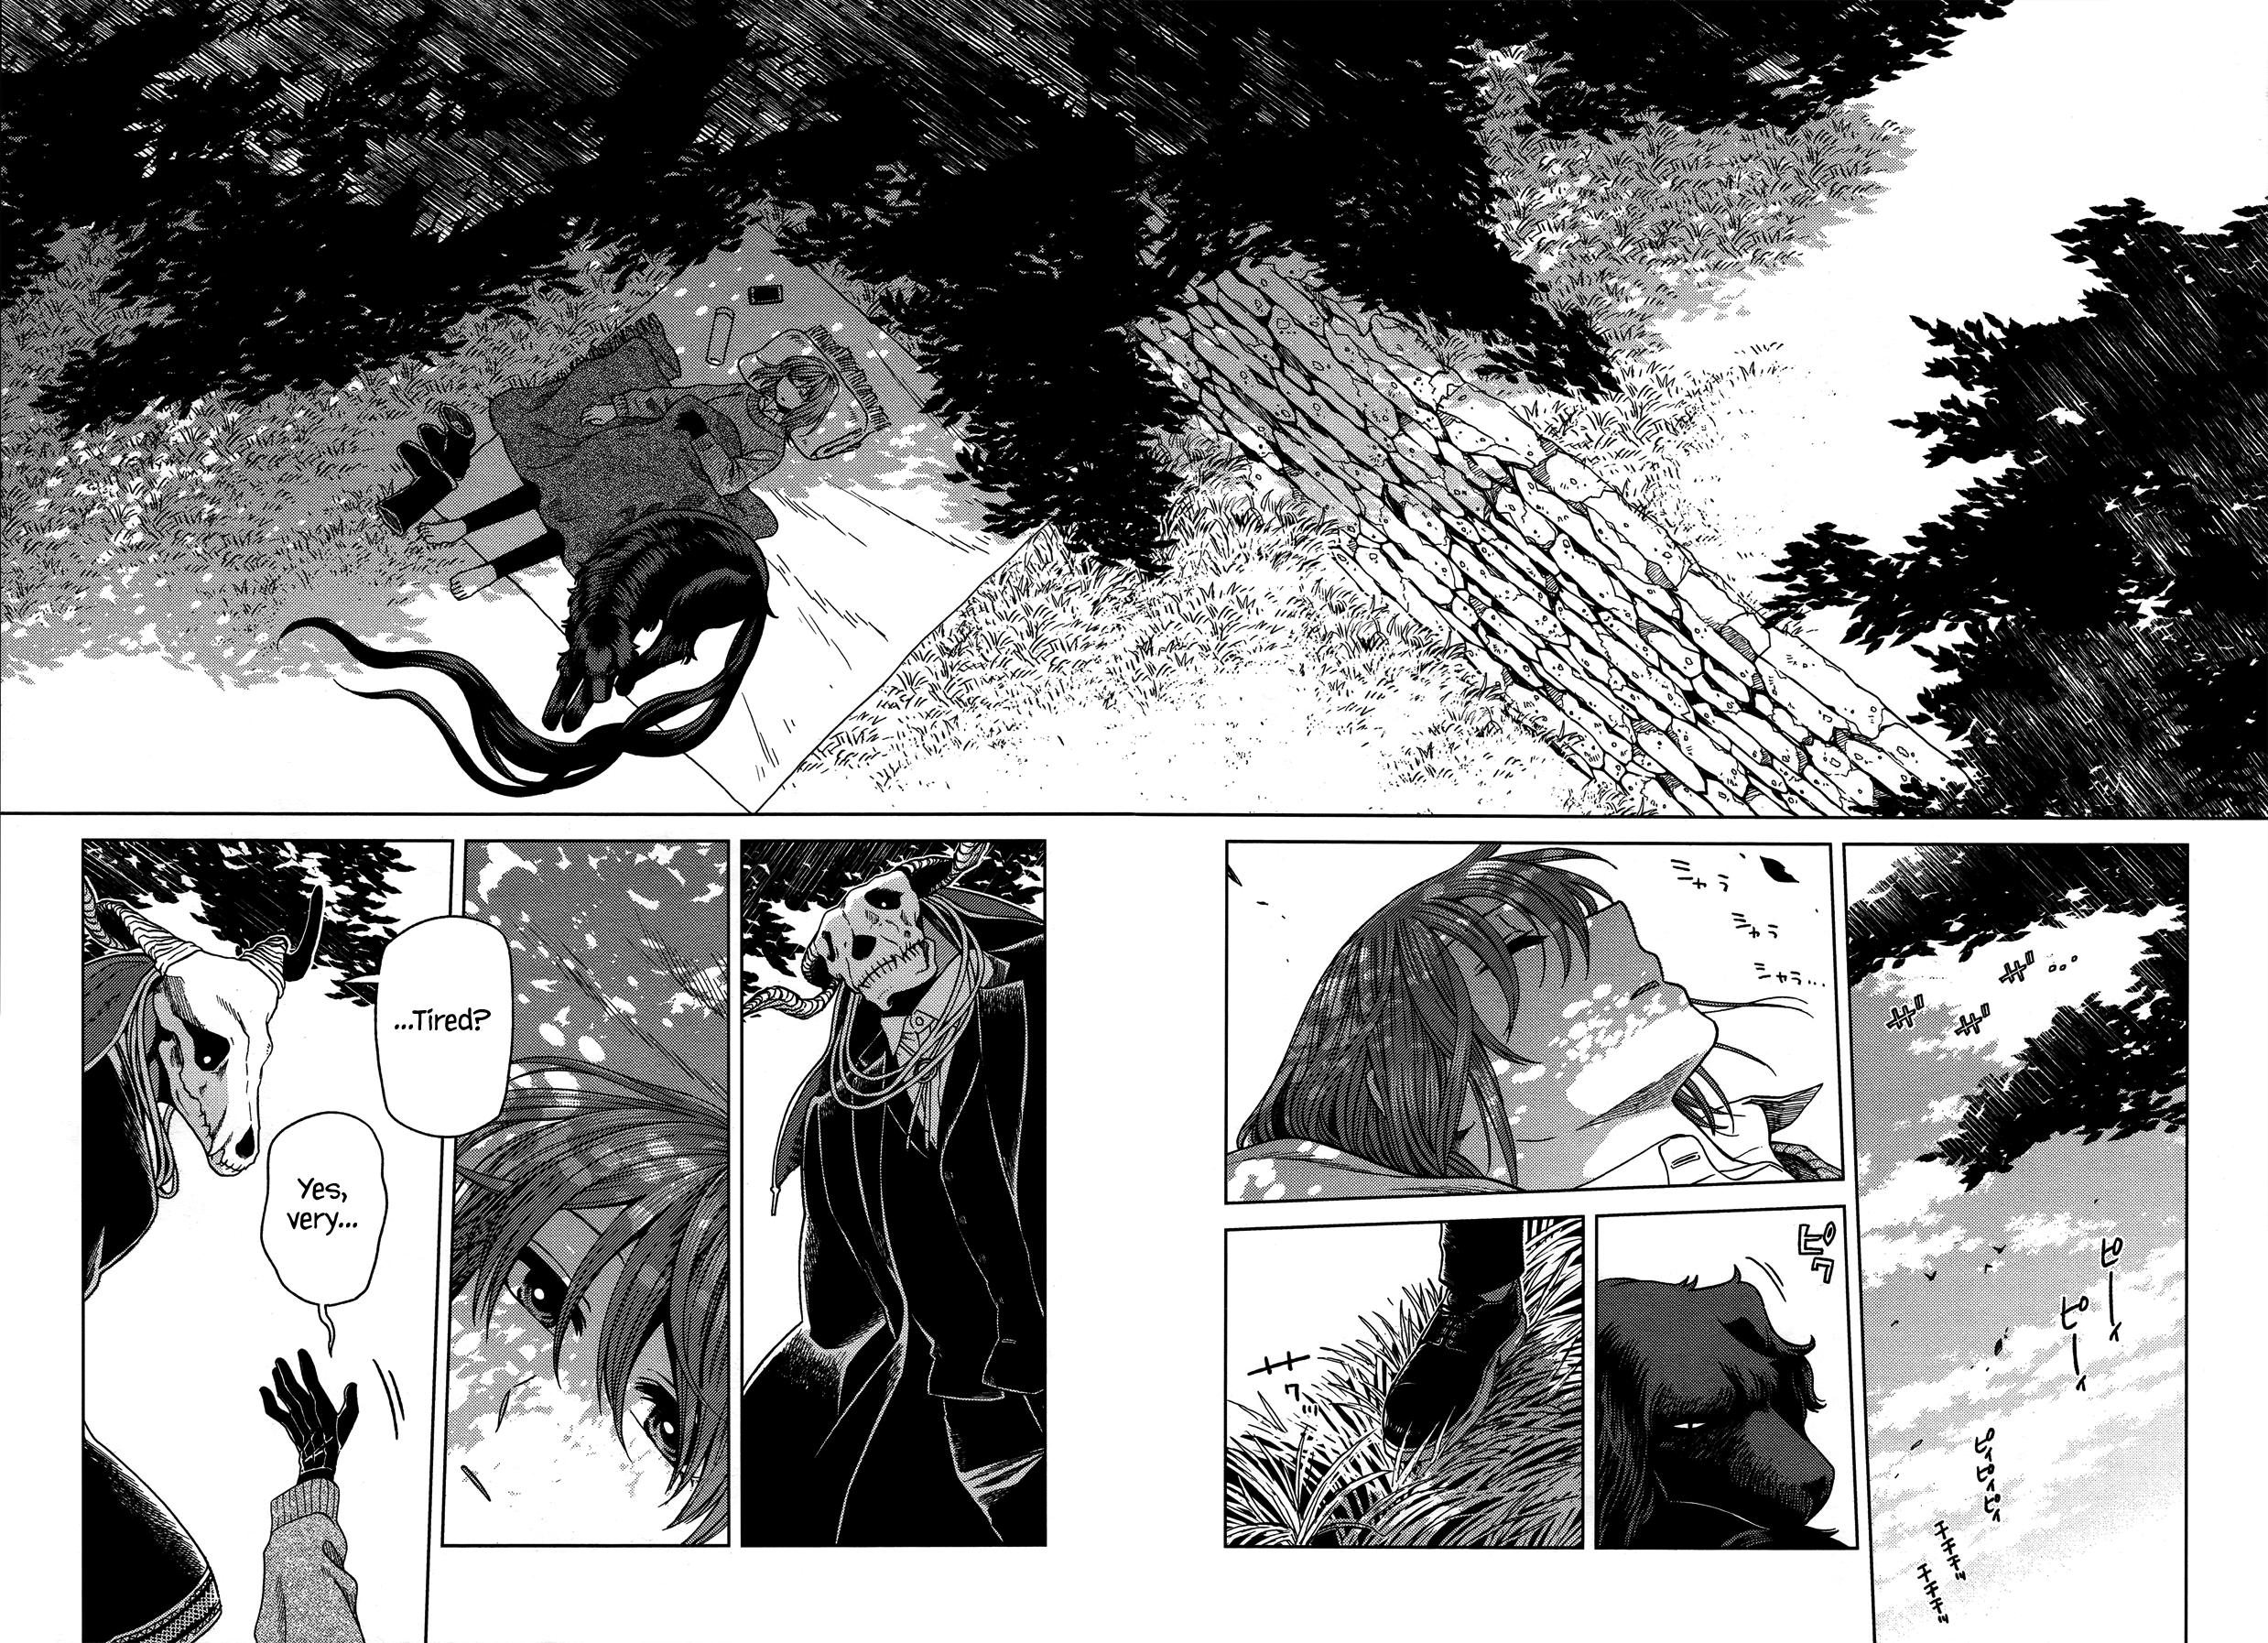 ザ
ザ
ザ…
ピーィ
ピーィ
ピィピィピィ
チチチッ
チチチッ
シャラ
シャラ
シャラ…
ピク
サクッ
...Tired?
Yes,
very...